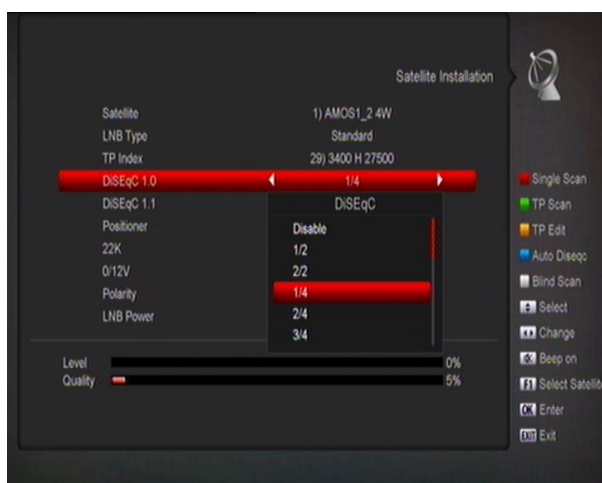 Satellite Installation
Satellite 1) AMOS1_2 4W
LNB Type Standard
TP Index 29) 3400 H 27500
DiSEqC 1.0 1/4
DiSEqC 1.1 DiSEqC
Positioner Disable
22K 1/2
0/12V 2/2
Polarity 1/4
LNB Power 2/4
3/4
Level 0%
Quality 5%
Single Scan
TP Scan
TP Edit
Auto Diseqc
Blind Scan
Select
Change
Beep on
F1 Select Satellite
OK Enter
EXIT Exit